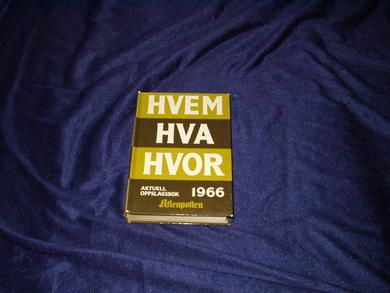 HVEM
HVA
HVOR
AKTUELL
OPPSLAGSBOK 1966
Aftenposten